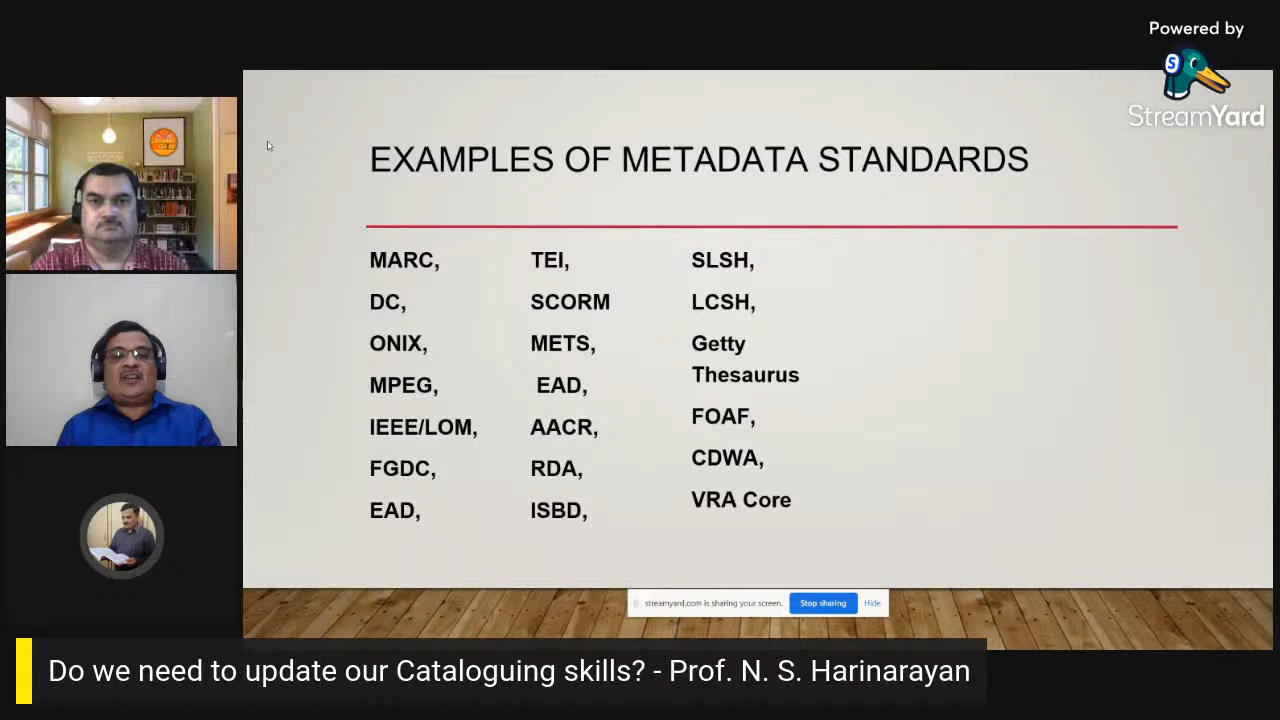 Powered by
StreamYard
EXAMPLES OF METADATA STANDARDS
MARC,
DC,
ONIX,
MPEG,
IEEE/LOM,
FGDC,
EAD,
TEI,
SCORM
METS,
EAD,
AACR,
RDA,
ISBD,
SLSH,
LCSH,
Getty
Thesaurus
FOAF,
CDWA,
VRA Core
streamyard.com is sharing your screen.
Stop sharing
Hide
Do we need to update our Cataloguing skills? - Prof. N. S. Harinarayan